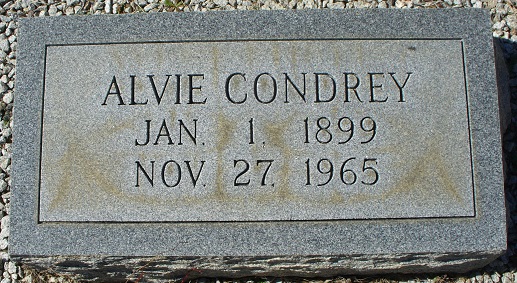 ALVIE CONDREY
JAN. 1, 1899
NOV. 27, 1965